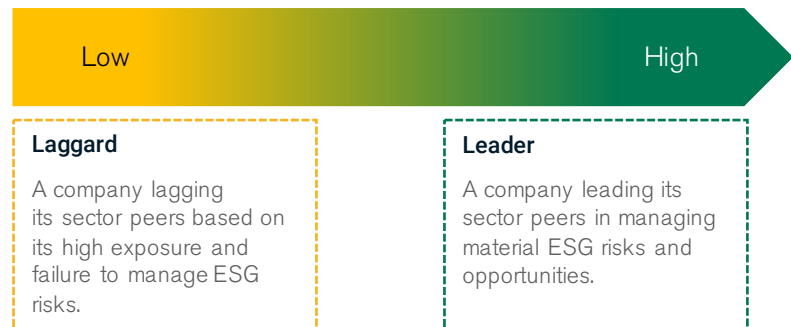 Low
High
Laggard
A company lagging
its sector peers based on
its high exposure and
failure to manage ESG
risks.
Leader
A company leading its
sector peers in managing
material ESG risks and
opportunities.